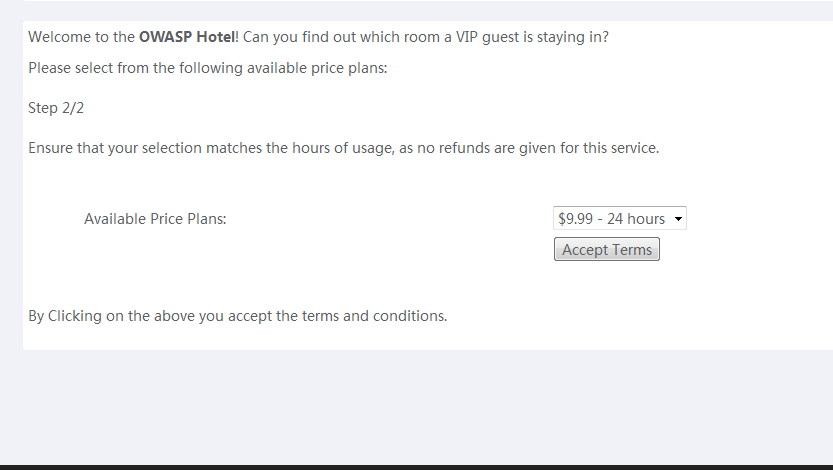 Welcome to the OWASP Hotel! Can you find out which room a VIP guest is staying in?
Please select from the following available price plans:
Step 2/2
Ensure that your selection matches the hours of usage, as no refunds are given for this service.
Available Price Plans: $9.99 - 24 hours
Accept Terms
By Clicking on the above you accept the terms and conditions.